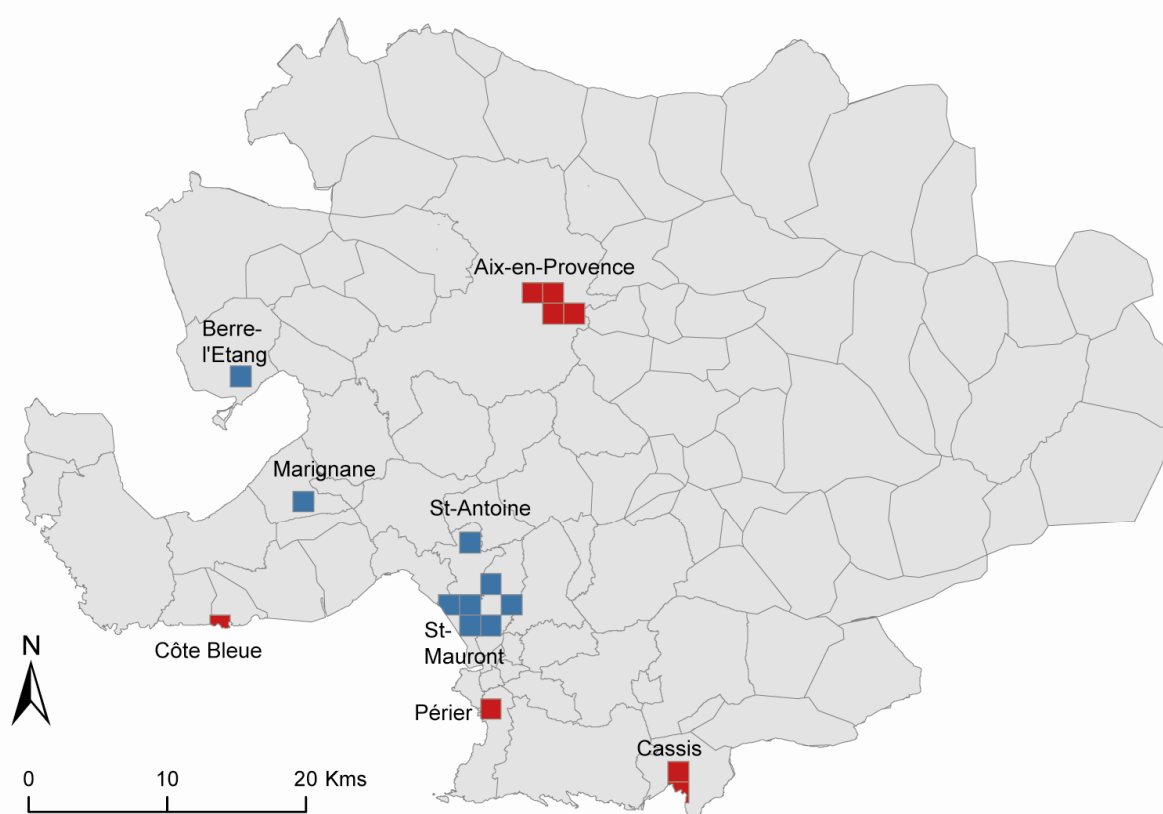 Aix-en-Provence
Berre-
l'Etang
Marignane
St-Antoine
St-
Mauront
Côte Bleue
N
Périer
Cassis
0 10 20 Kms